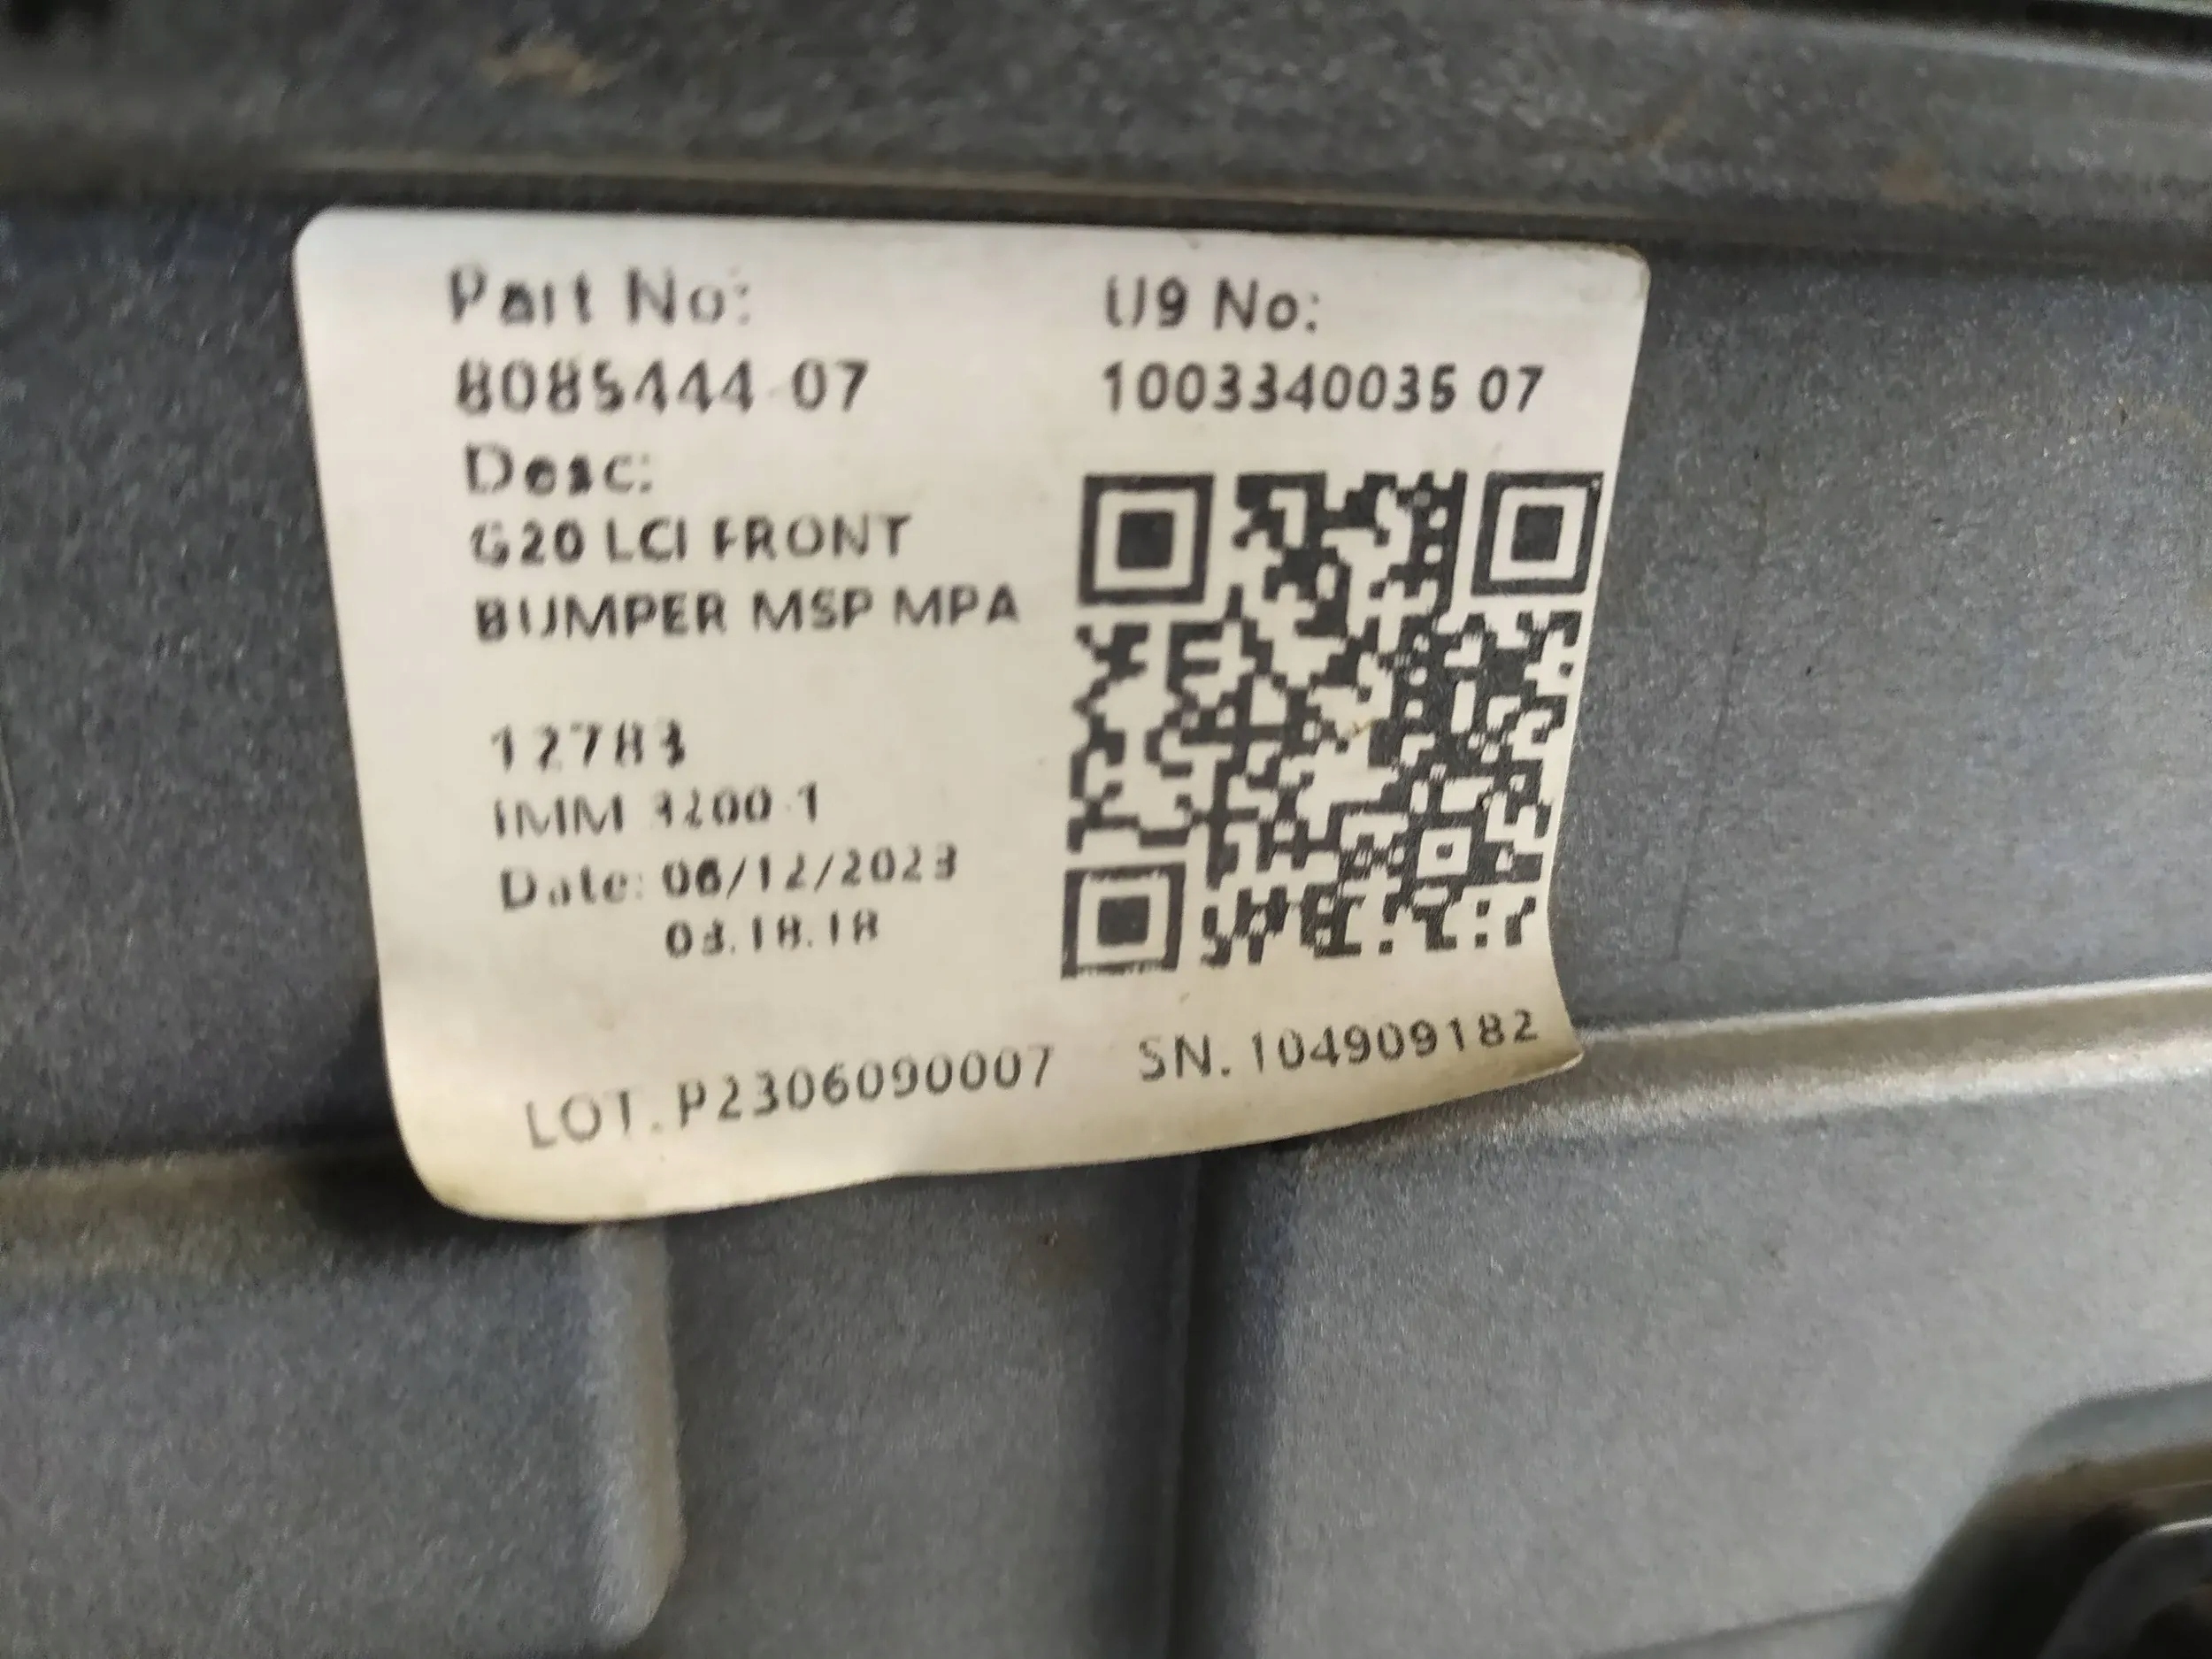 Part No:
8085444-07
Desc:
G20 LCI FRONT
BUMPER MSP MPA
12783
IMM 3200-1
Date: 06/12/2023
03.18.18
U9 No:
1003340035 07
LOT. P2306090007 SN. 104909182